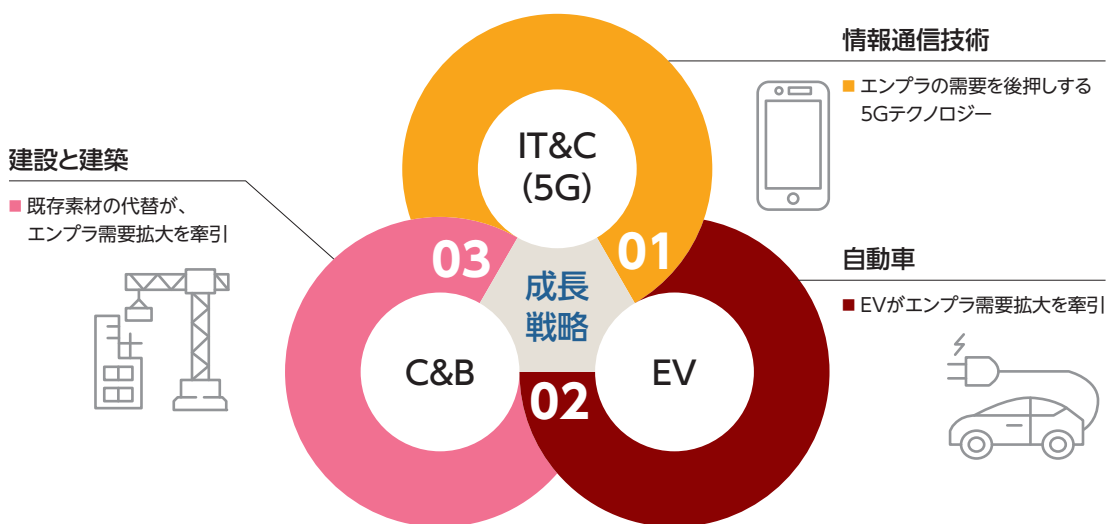 情報通信技術
■ エンプラの需要を後押しする
5Gテクノロジー
IT&C
(5G)
01
建設と建築
■ 既存素材の代替が、
エンプラ需要拡大を牽引
03
成長
戦略
自動車
■ EVがエンプラ需要拡大を牽引
C&B
EV
02